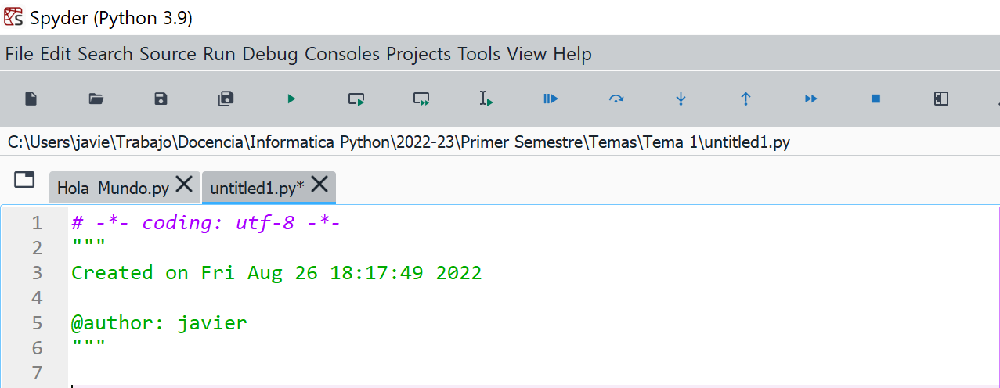 Spyder (Python 3.9)
File Edit Search Source Run Debug Consoles Projects Tools View Help
C:\Users\javie\Trabajo\Docencia\Informatica Python\2022-23\Primer Semestre\Temas\Tema 1\untitled1.py
Hola_Mundo.py untitled1.py*
1 # -*- coding: utf-8 -*-
2 """
3 Created on Fri Aug 26 18:17:49 2022
4
5 @author: javier
6 """
7